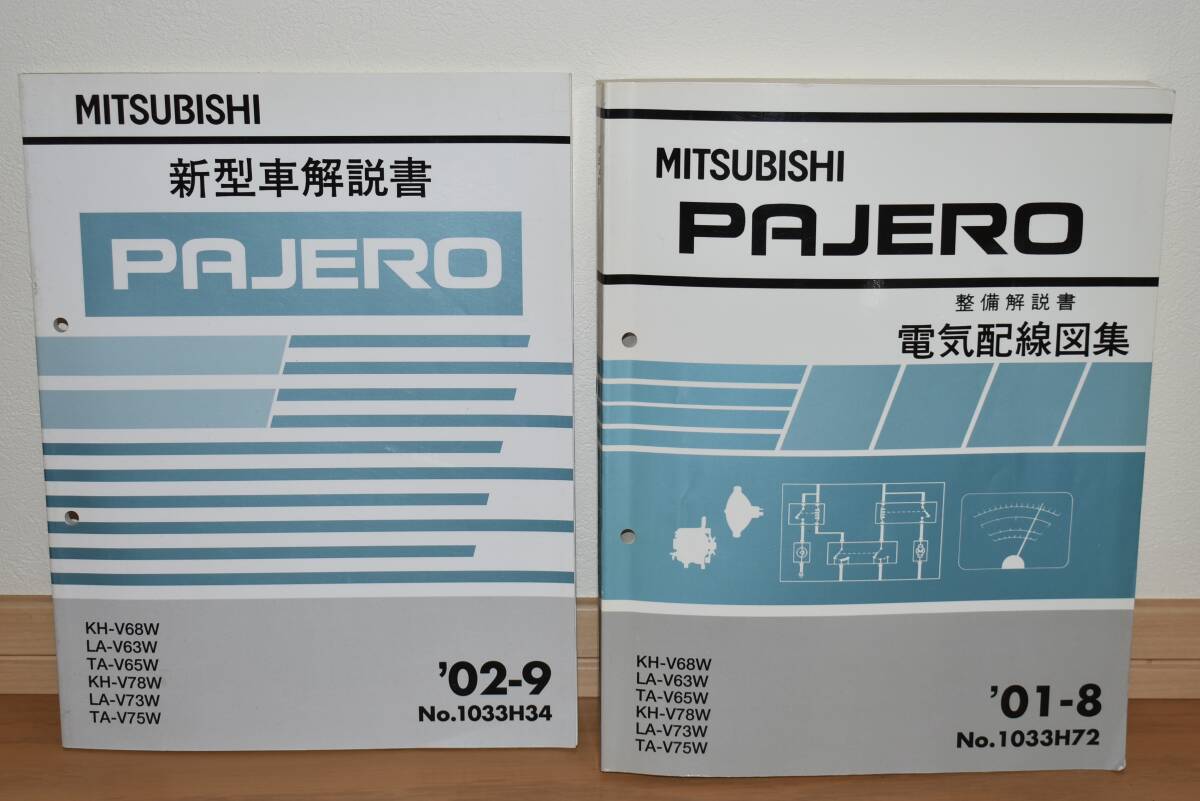 MITSUBISHI
新型車解説書
PAJERO
KH-V68W
LA-V63W
TA-V65W
KH-V78W
LA-V73W
TA-V75W
'02-9
No.1033H34
MITSUBISHI
PAJERO
整備解説書
電気配線図集
KH-V68W
LA-V63W
TA-V65W
KH-V78W
LA-V73W
TA-V75W
'01-8
No.1033H72